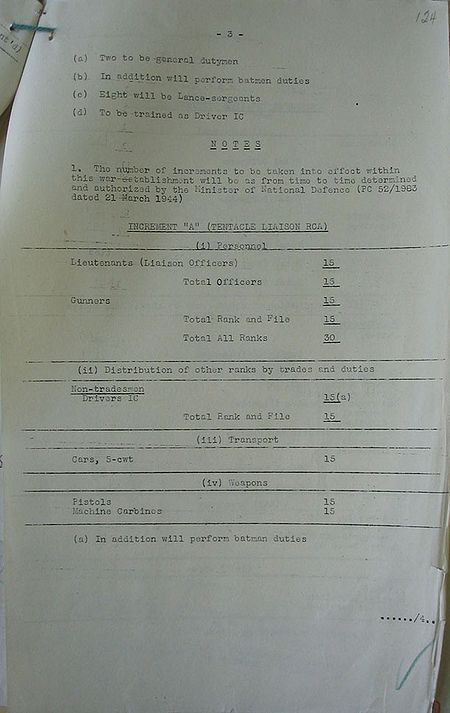 124
- 3 -
(a) Two to be general dutymen
(b) In addition will perform batmen duties
(c) Eight will be Lance-sergeants
(d) To be trained as Driver IC
N O T E S
1. The number of increments to be taken into effect within
this war establishment will be as from time to time determined
and authorized by the Minister of National Defence (PC 52/1983
dated 21 March 1944)
INCREMENT "A" (TENTACLE LIAISON RCA)
(i) Personnel
Lieutenants (Liaison Officers) 15
Total Officers 15
Gunners 15
Total Rank and File 15
Total All Ranks 30
(ii) Distribution of other ranks by trades and duties
Non-tradesmen
Drivers IC 15(a)
Total Rank and File 15
(iii) Transport
Cars, 5-cwt 15
(iv) Weapons
Pistols 15
Machine Carbines 15
(a) In addition will perform batman duties
....../4..